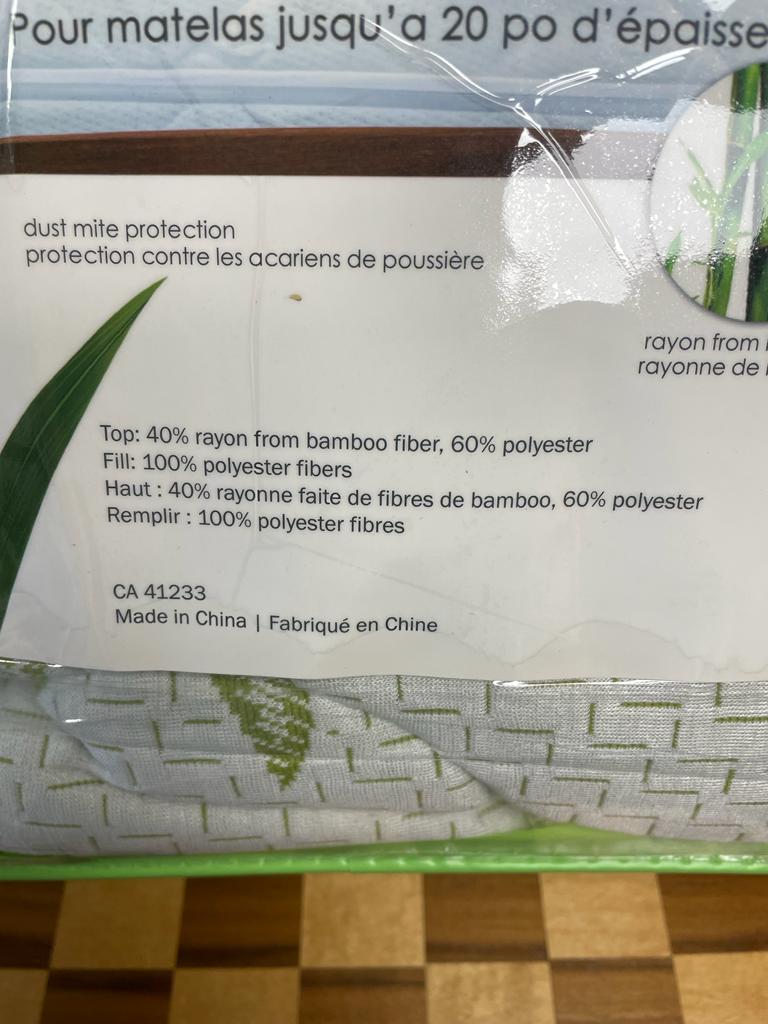 Pour matelas jusqu'a 20 po d'épaisse
dust mite protection
protection contre les acariens de poussière
rayon from
rayonne de
Top: 40% rayon from bamboo fiber, 60% polyester
Fill: 100% polyester fibers
Haut : 40% rayonne faite de fibres de bamboo, 60% polyester
Remplir : 100% polyester fibres
CA 41233
Made in China | Fabriqué en Chine